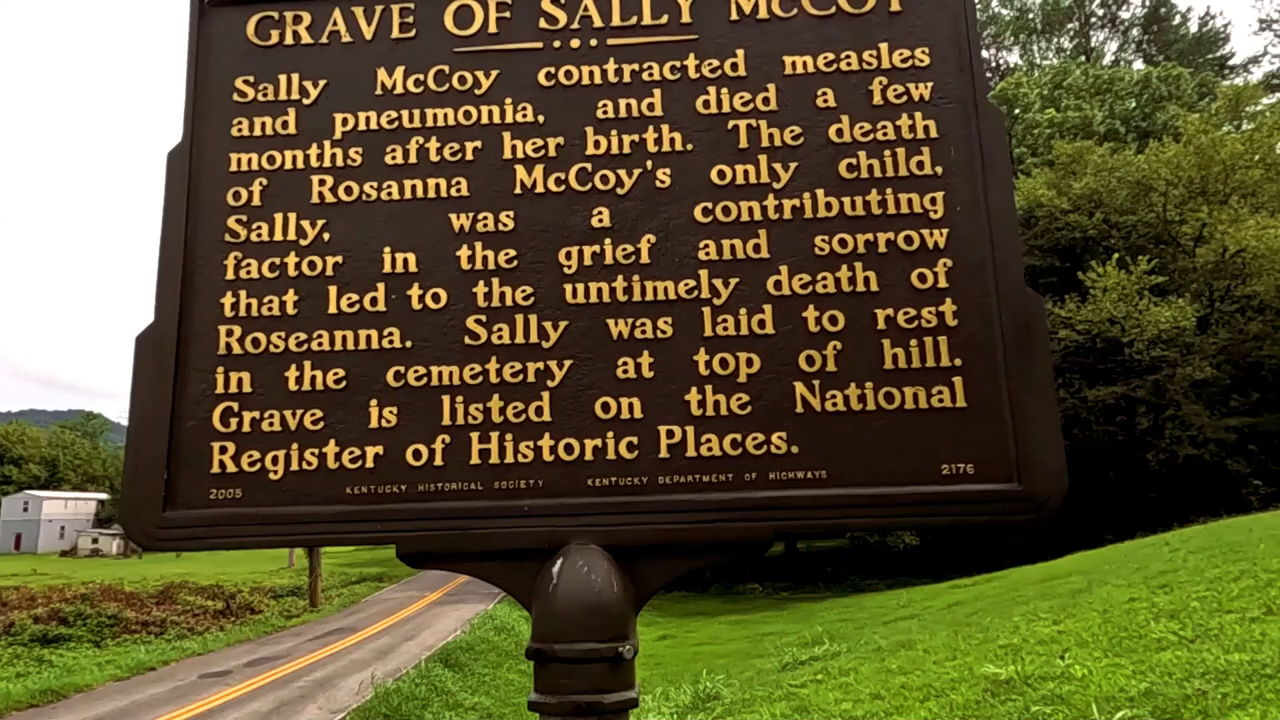 GRAVE OF SALLY McCOY
Sally McCoy contracted measles
and pneumonia, and died a few
months after her birth. The death
of Rosanna McCoy's only child,
Sally, was a contributing
factor in the grief and sorrow
that led to the untimely death of
Roseanna. Sally was laid to rest
in the cemetery at top of hill.
Grave is listed on the National
Register of Historic Places.
2005 KENTUCKY HISTORICAL SOCIETY KENTUCKY DEPARTMENT OF HIGHWAYS 2176